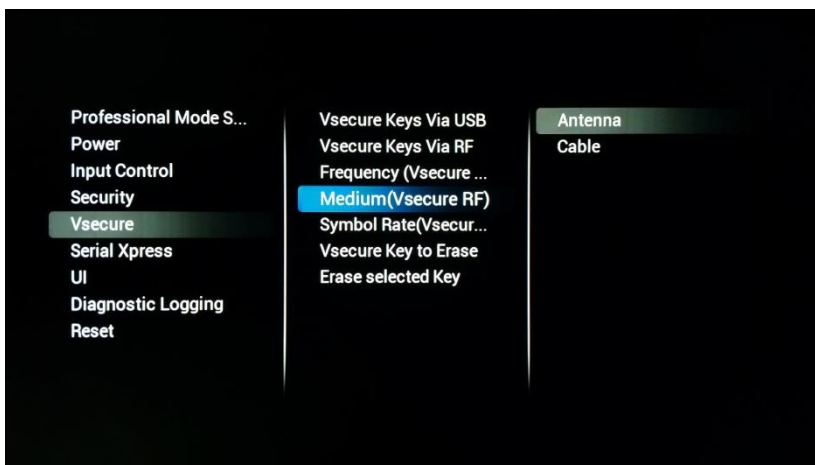 Professional Mode S...
Power
Input Control
Security
Vsecure
Serial Xpress
UI
Diagnostic Logging
Reset
Vsecure Keys Via USB
Vsecure Keys Via RF
Frequency (Vsecure ...
Medium(Vsecure RF)
Symbol Rate(Vsecur...
Vsecure Key to Erase
Erase selected Key
Antenna
Cable